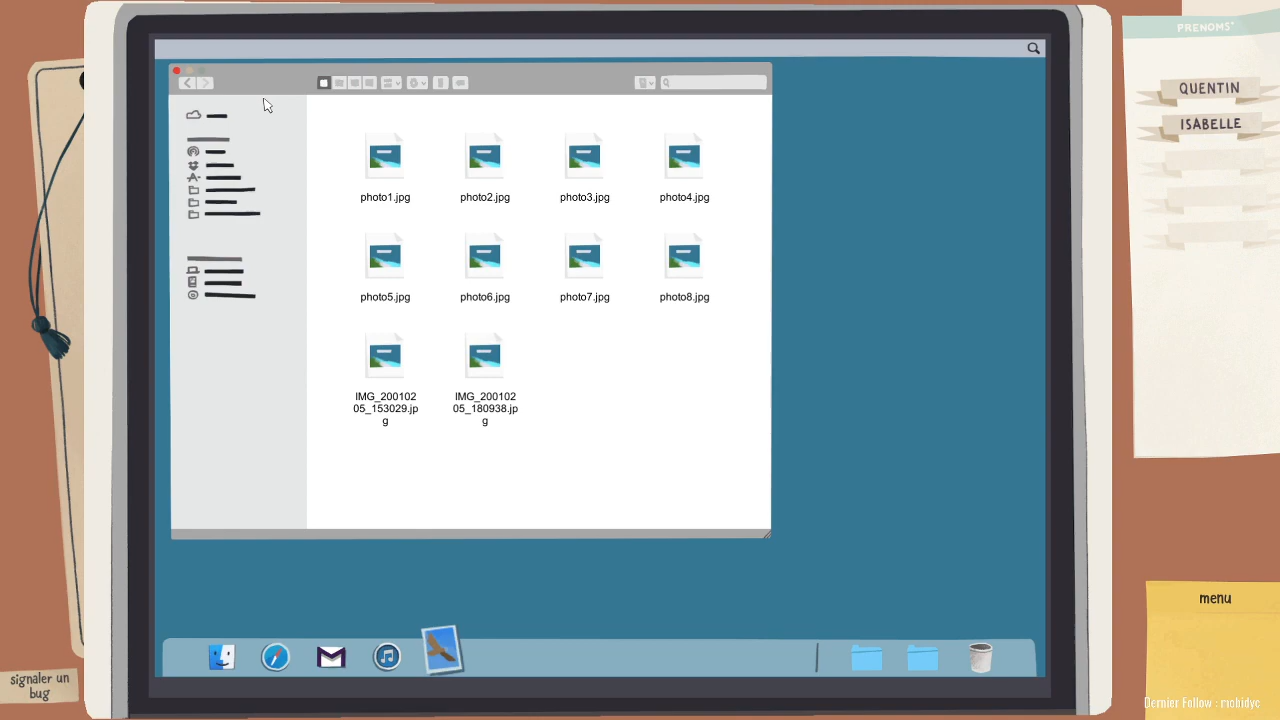 PRENOMS*
QUENTIN
ISABELLE
photo1.jpg
photo2.jpg
photo3.jpg
photo4.jpg
photo5.jpg
photo6.jpg
photo7.jpg
photo8.jpg
IMG_200102
05_153029.jp
g
IMG_200102
05_180938.jp
g
menu
signaler un
bug
Dernier Follow : mobidyc